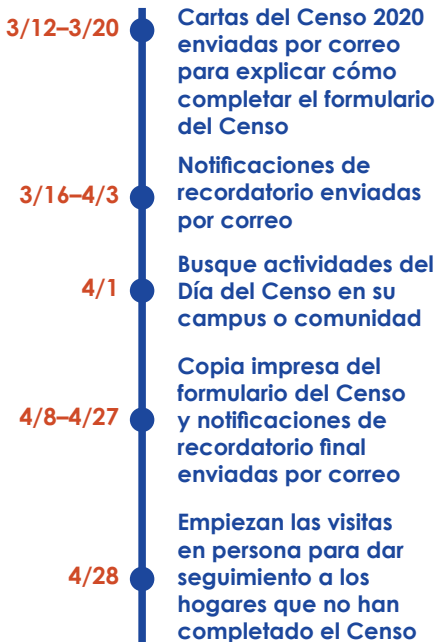 3/12–3/20
Cartas del Censo 2020
enviadas por correo
para explicar cómo
completar el formulario
del Censo
3/16–4/3
Notificaciones de
recordatorio enviadas
por correo
4/1
Busque actividades del
Día del Censo en su
campus o comunidad
4/8–4/27
Copia impresa del
formulario del Censo
y notificaciones de
recordatorio final
enviadas por correo
4/28
Empiezan las visitas
en persona para dar
seguimiento a los
hogares que no han
completado el Censo